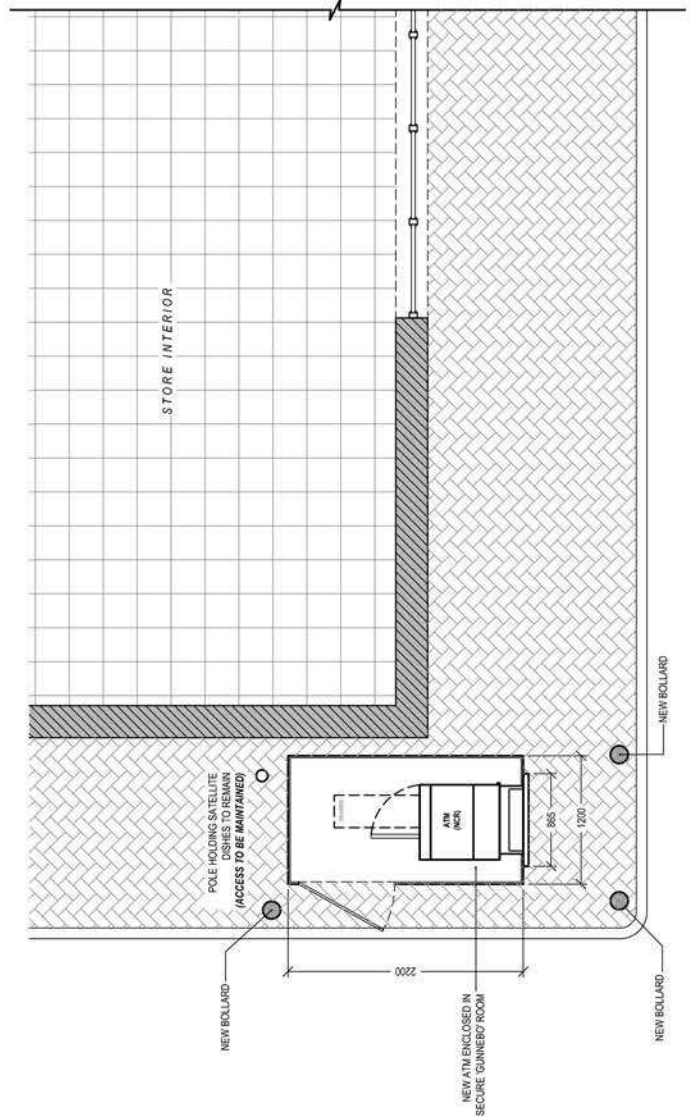 STORE INTERIOR
POLE HOLDING SATELLITE
DISHES TO REMAIN
(ACCESS TO BE MAINTAINED)
NEW BOLLARD
ATM
(NCR)
865
1200
2200
NEW BOLLARD
NEW ATM ENCLOSED IN
SECURE 'GUNNEBO' ROOM
NEW BOLLARD